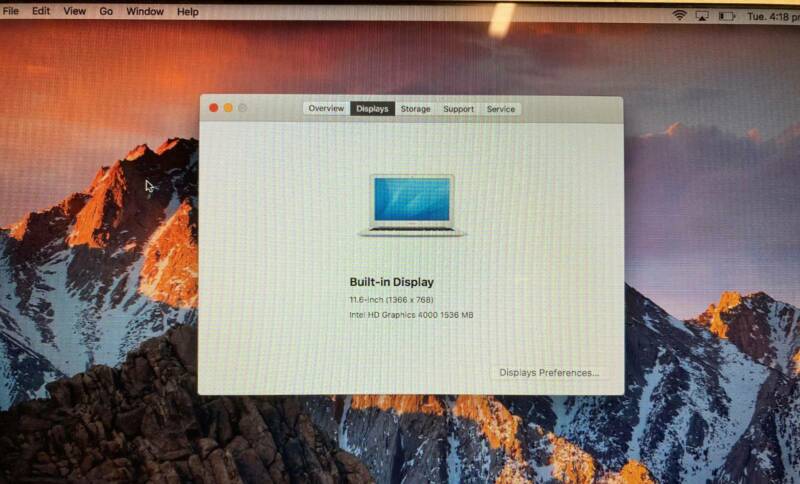 File Edit View Go Window Help Tue. 4:18 p
Overview Displays Storage Support Service
Built-in Display
11.6-inch (1366 x 768)
Intel HD Graphics 4000 1536 MB
Displays Preferences...